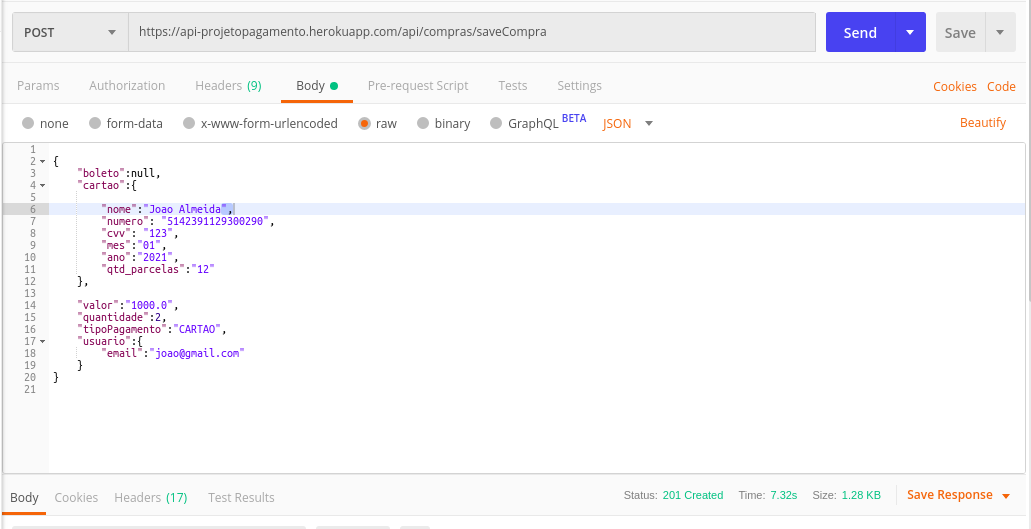 POST https://api-projetopagamento.herokuapp.com/api/compras/saveCompra Send Save
Params Authorization Headers (9) Body Pre-request Script Tests Settings Cookies Code
none form-data x-www-form-urlencoded raw binary GraphQL BETA JSON Beautify
1
2 {
3 "boleto":null,
4 "cartao":{
5
6 "nome":"Joao Almeida",
7 "numero": "5142391129300290",
8 "cvv": "123",
9 "mes":"01",
10 "ano":"2021",
11 "qtd_parcelas":"12"
12 },
13
14 "valor":"1000.0",
15 "quantidade":2,
16 "tipoPagamento":"CARTAO",
17 "usuario":{
18 "email":"joao@gmail.com"
19 }
20 }
21
Body Cookies Headers (17) Test Results Status: 201 Created Time: 7.32s Size: 1.28 KB Save Response